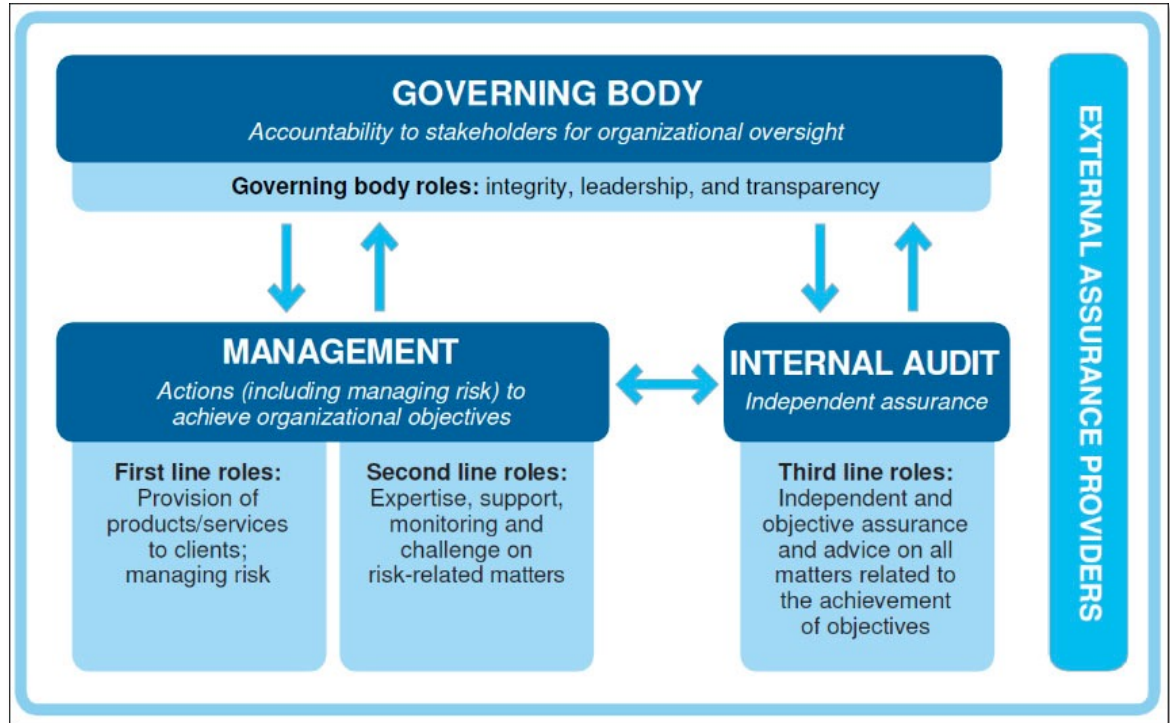 GOVERNING BODY
Accountability to stakeholders for organizational oversight
Governing body roles: integrity, leadership, and transparency
MANAGEMENT
Actions (including managing risk) to
achieve organizational objectives
First line roles:
Provision of
products/services
to clients;
managing risk
Second line roles:
Expertise, support,
monitoring and
challenge on
risk-related matters
INTERNAL AUDIT
Independent assurance
Third line roles:
Independent and
objective assurance
and advice on all
matters related to
the achievement
of objectives
EXTERNAL ASSURANCE PROVIDERS